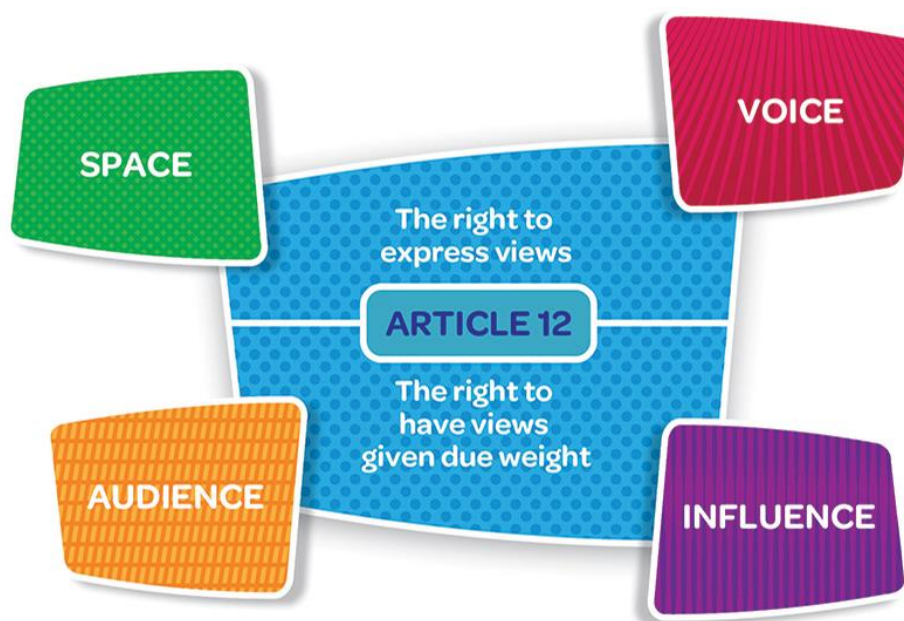 SPACE
VOICE
The right to
express views
ARTICLE 12
The right to
have views
given due weight
AUDIENCE
INFLUENCE